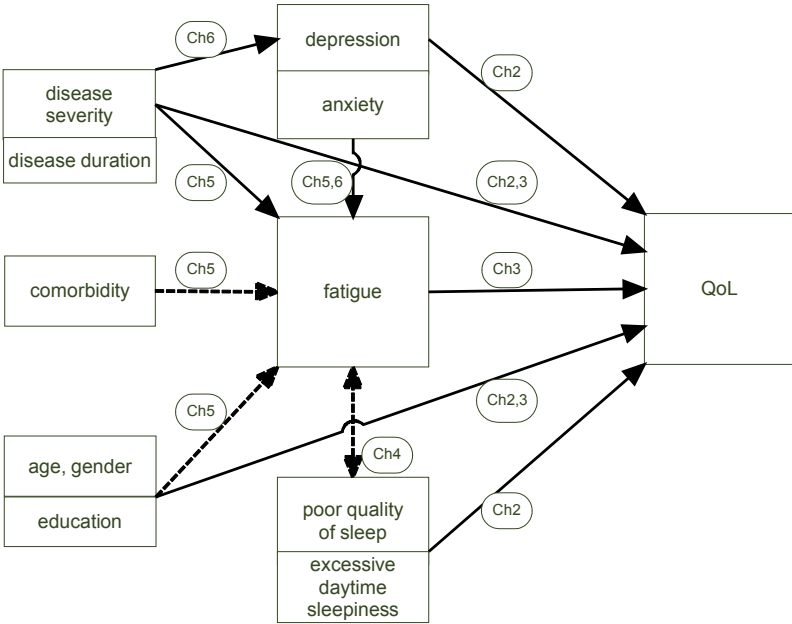 Ch6
depression
anxiety
Ch2
disease
severity
disease duration
Ch5
Ch5,6
Ch2,3
comorbidity
Ch5
fatigue
Ch3
QoL
Ch5
Ch2,3
age, gender
education
Ch4
poor quality
of sleep
excessive
daytime
sleepiness
Ch2